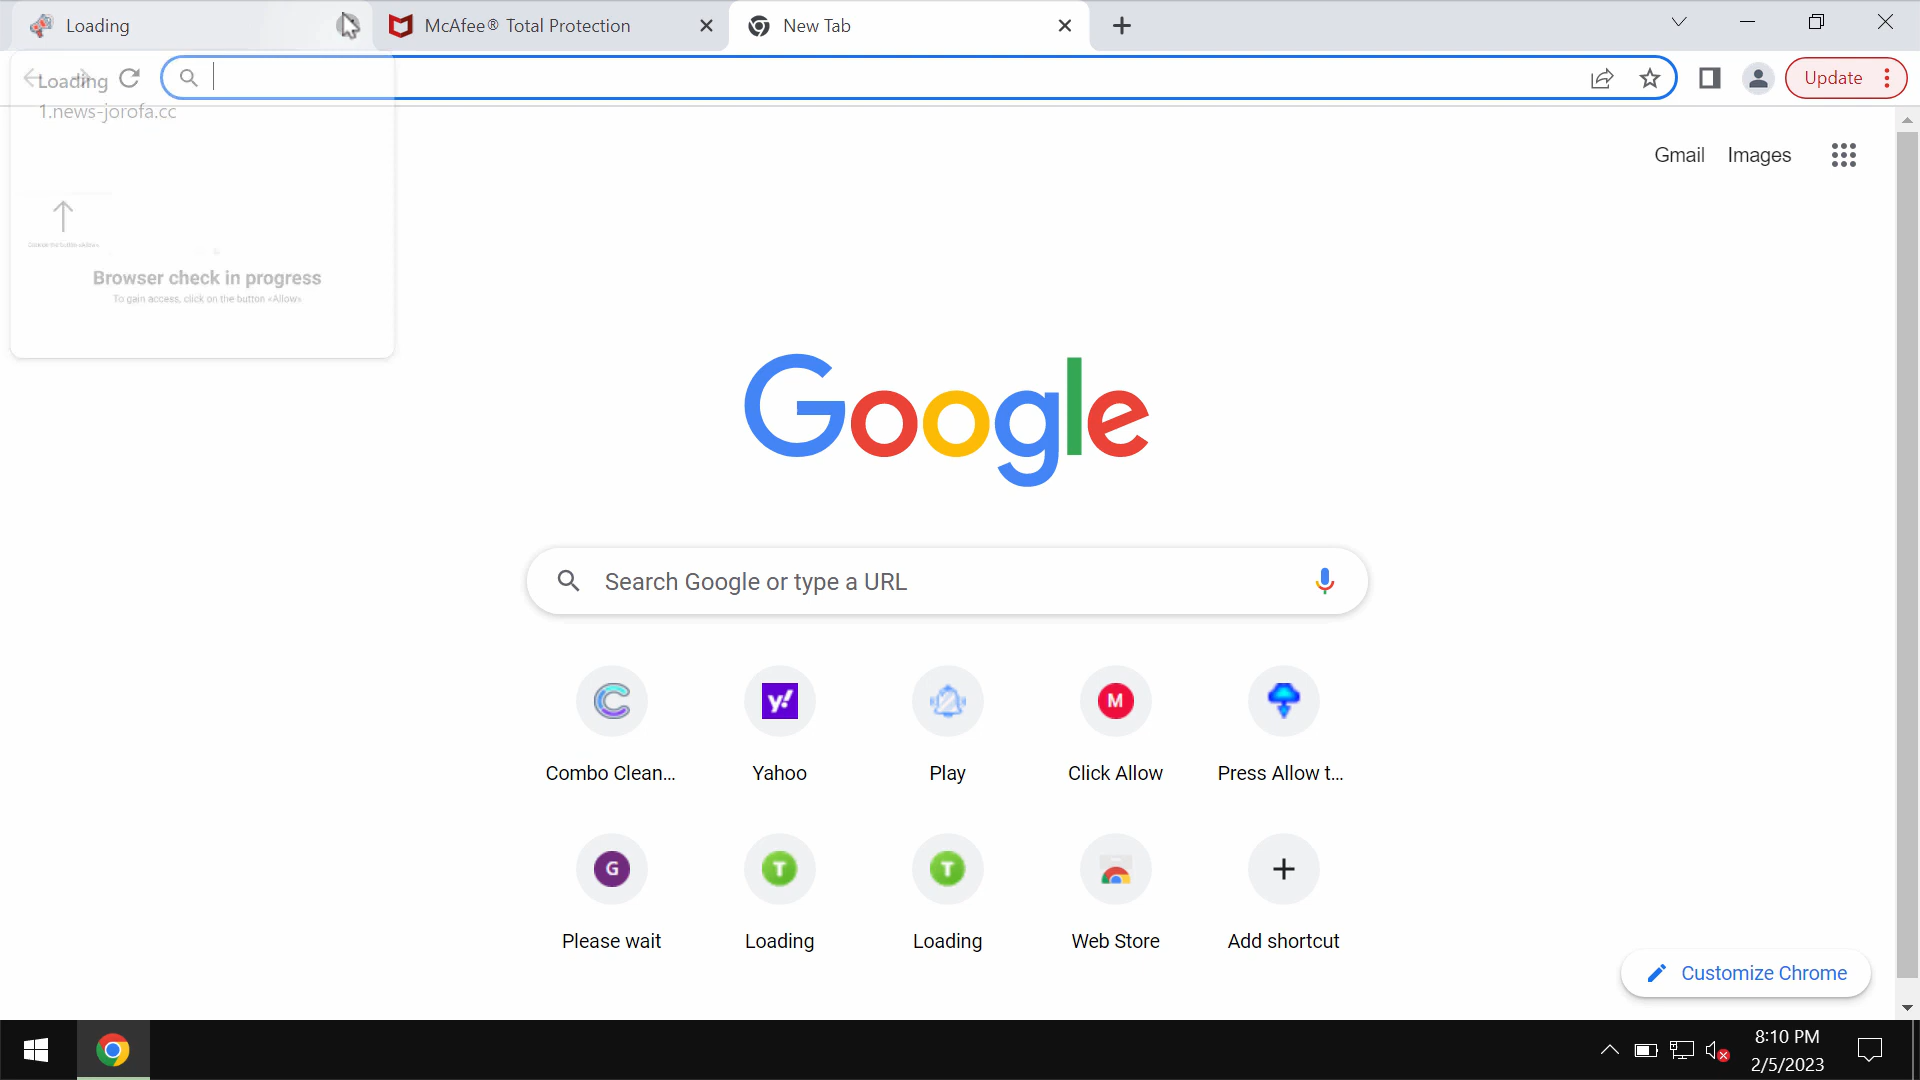 Loading
McAfee® Total Protection
New Tab
Update
Loading
1.news-jorofa.cc
Browser check in progress
To gain access, click on the button «Allow»
Gmail
Images
Google
Search Google or type a URL
Combo Clean...
Yahoo
Play
Click Allow
Press Allow t...
Please wait
Loading
Loading
Web Store
Add shortcut
Customize Chrome
8:10 PM
2/5/2023